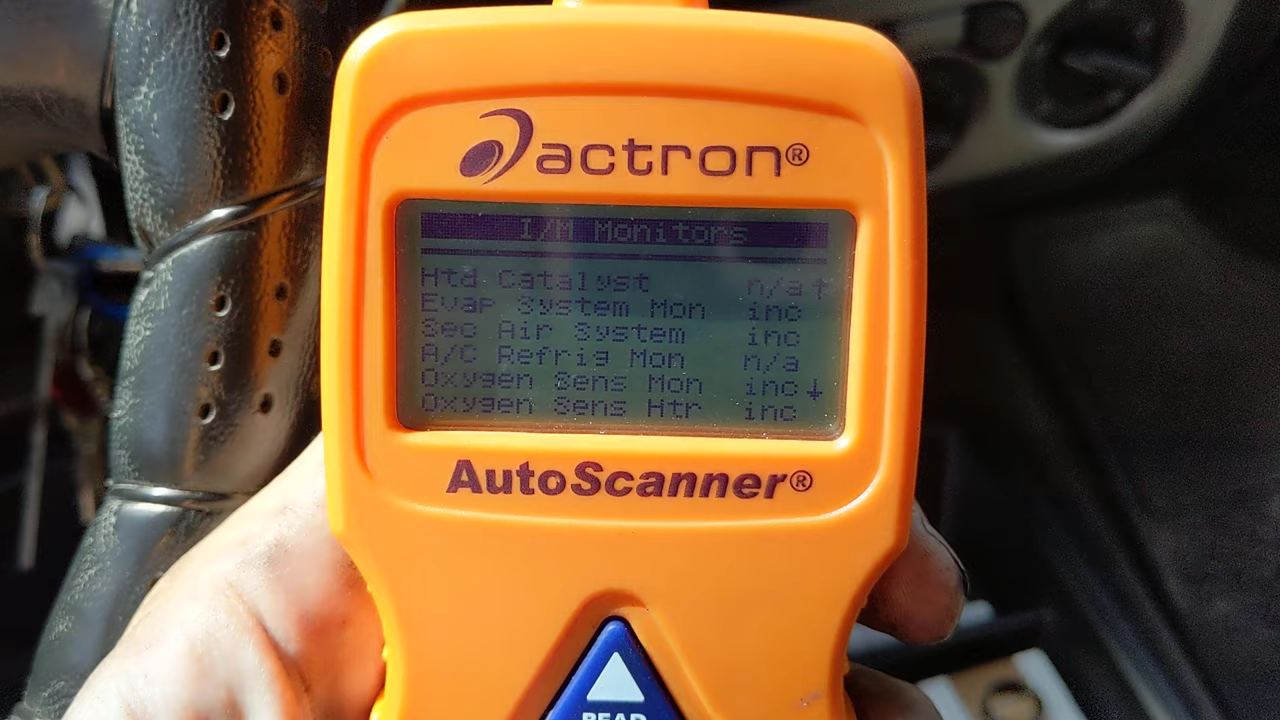 actron®
I/M Monitors
Htd Catalyst n/a↑
Evap System Mon inc
Sec Air System inc
A/C Refrig Mon n/a
Oxygen Sens Mon inc↓
Oxygen Sens Htr inc
AutoScanner®
READ